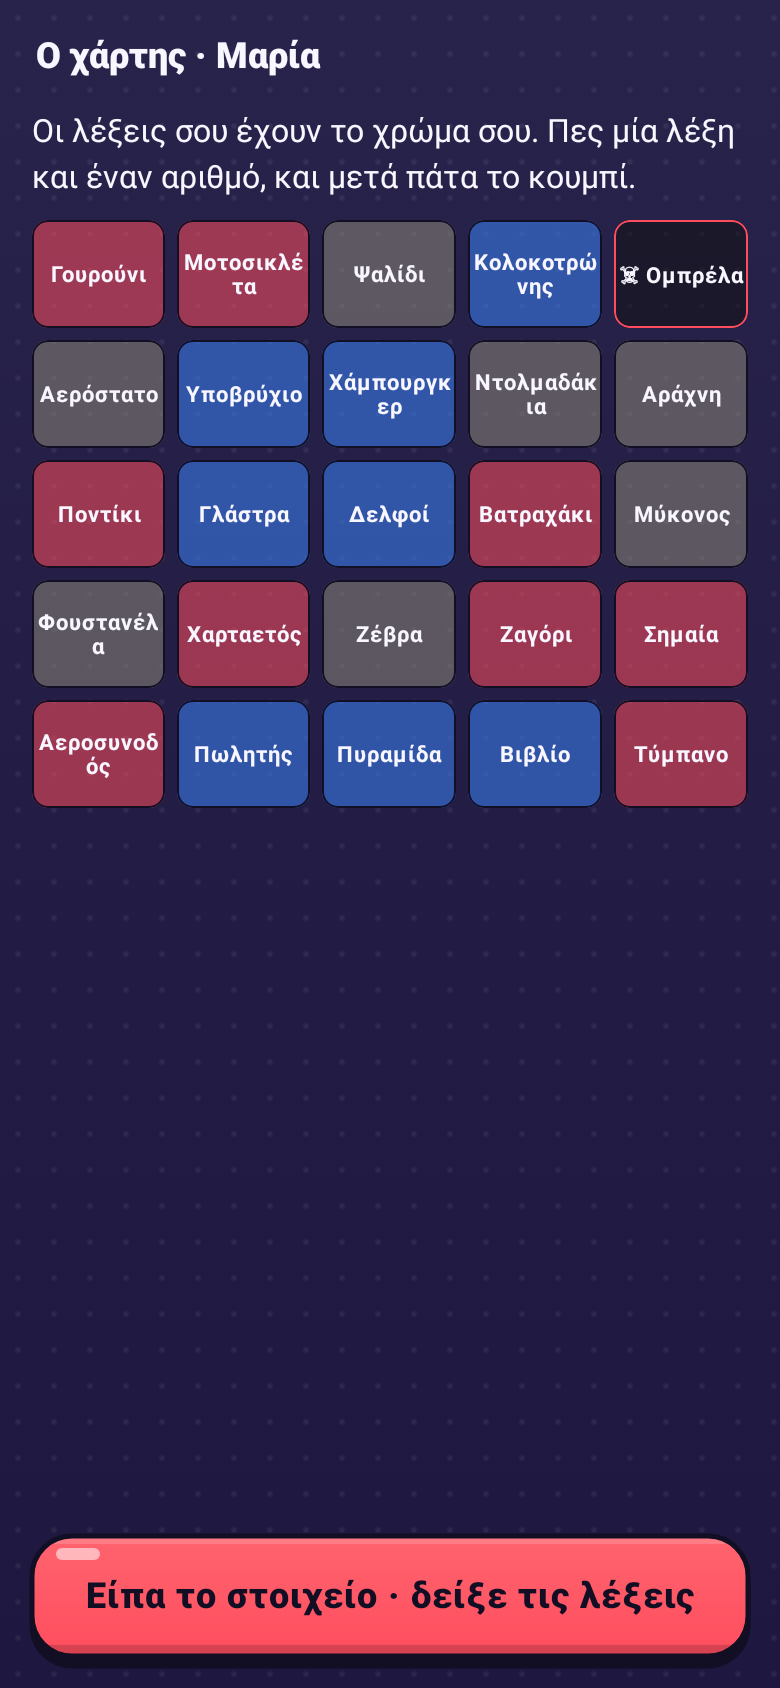 Ο χάρτης · Μαρία
Οι λέξεις σου έχουν το χρώμα σου. Πες μία λέξη
και έναν αριθμό, και μετά πάτα το κουμπί.
Γουρούνι
Μοτοσικλέ
τα
Ψαλίδι
Κολοκοτρώ
νης
☠ Ομπρέλα
Αερόστατο
Υποβρύχιο
Χάμπουργκ
ερ
Ντολμαδάκ
ια
Αράχνη
Ποντίκι
Γλάστρα
Δελφοί
Βατραχάκι
Μύκονος
Φουστανέλ
α
Χαρταετός
Ζέβρα
Ζαγόρι
Σημαία
Αεροσυνοδ
ός
Πωλητής
Πυραμίδα
Βιβλίο
Τύμπανο
Είπα το στοιχείο · δείξε τις λέξεις